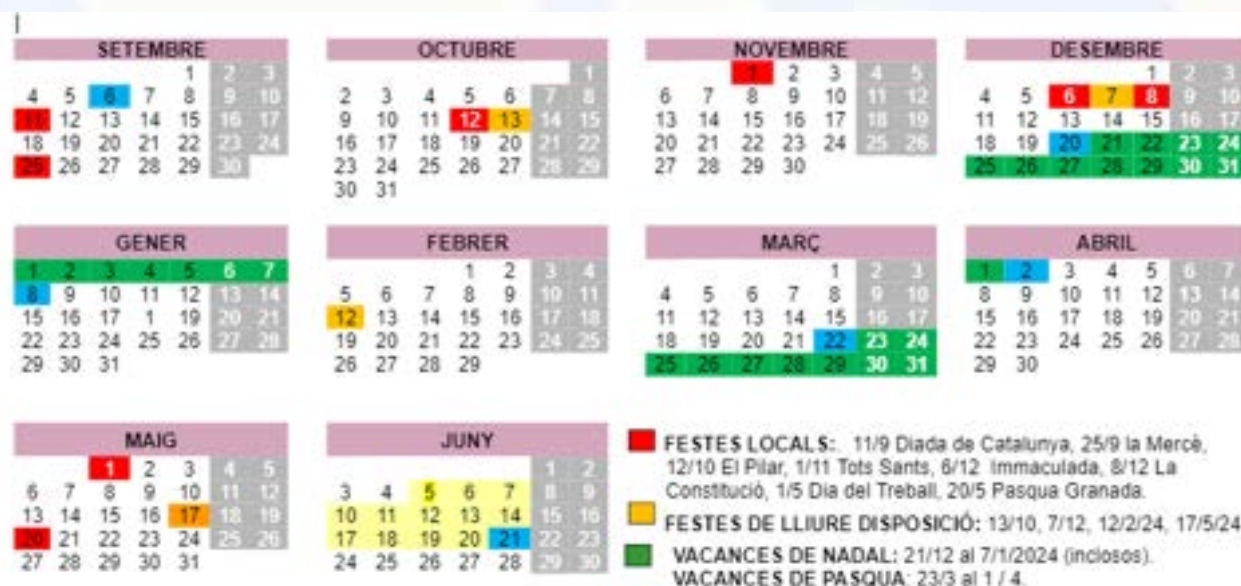 SETEMBRE
1 2 3
4 5 6 7 8 9 10
11 12 13 14 15 16 17
18 19 20 21 22 23 24
25 26 27 28 29 30
OCTUBRE
1
2 3 4 5 6 7 8
9 10 11 12 13 14 15
16 17 18 19 20 21 22
23 24 25 26 27 28 29
30 31
NOVEMBRE
1 2 3 4 5
6 7 8 9 10 11 12
13 14 15 16 17 18 19
20 21 22 23 24 25 26
27 28 29 30
DESEMBRE
1 2 3
4 5 6 7 8 9 10
11 12 13 14 15 16 17
18 19 20 21 22 23 24
25 26 27 28 29 30 31
GENER
1 2 3 4 5 6 7
8 9 10 11 12 13 14
15 16 17 1 19 20 21
22 23 24 25 26 27 28
29 30 31
FEBRER
1 2 3 4
5 6 7 8 9 10 11
12 13 14 15 16 17 18
19 20 21 22 23 24 25
26 27 28 29
MARÇ
1 2 3
4 5 6 7 8 9 10
11 12 13 14 15 16 17
18 19 20 21 22 23 24
25 26 27 28 29 30 31
ABRIL
1 2 3 4 5 6 7
8 9 10 11 12 13 14
15 16 17 18 19 20 21
22 23 24 25 26 27 28
29 30
MAIG
1 2 3 4 5
6 7 8 9 10 11 12
13 14 15 16 17 18 19
20 21 22 23 24 25 26
27 28 29 30 31
JUNY
1 2
3 4 5 6 7 8 9
10 11 12 13 14 15 16
17 18 19 20 21 22 23
24 25 26 27 28 29 30
FESTES LOCALS: 11/9 Diada de Catalunya, 25/9 la Mercè,
12/10 El Pilar, 1/11 Tots Sants, 6/12 Immaculada, 8/12 La
Constitució, 1/5 Dia del Treball, 20/5 Pasqua Granada.
FESTES DE LLIURE DISPOSICIÓ: 13/10, 7/12, 12/2/24, 17/5/24
VACANCES DE NADAL: 21/12 al 7/1/2024 (inclosos).
VACANCES DE PASQUA: 23/3 al 1 / 4.